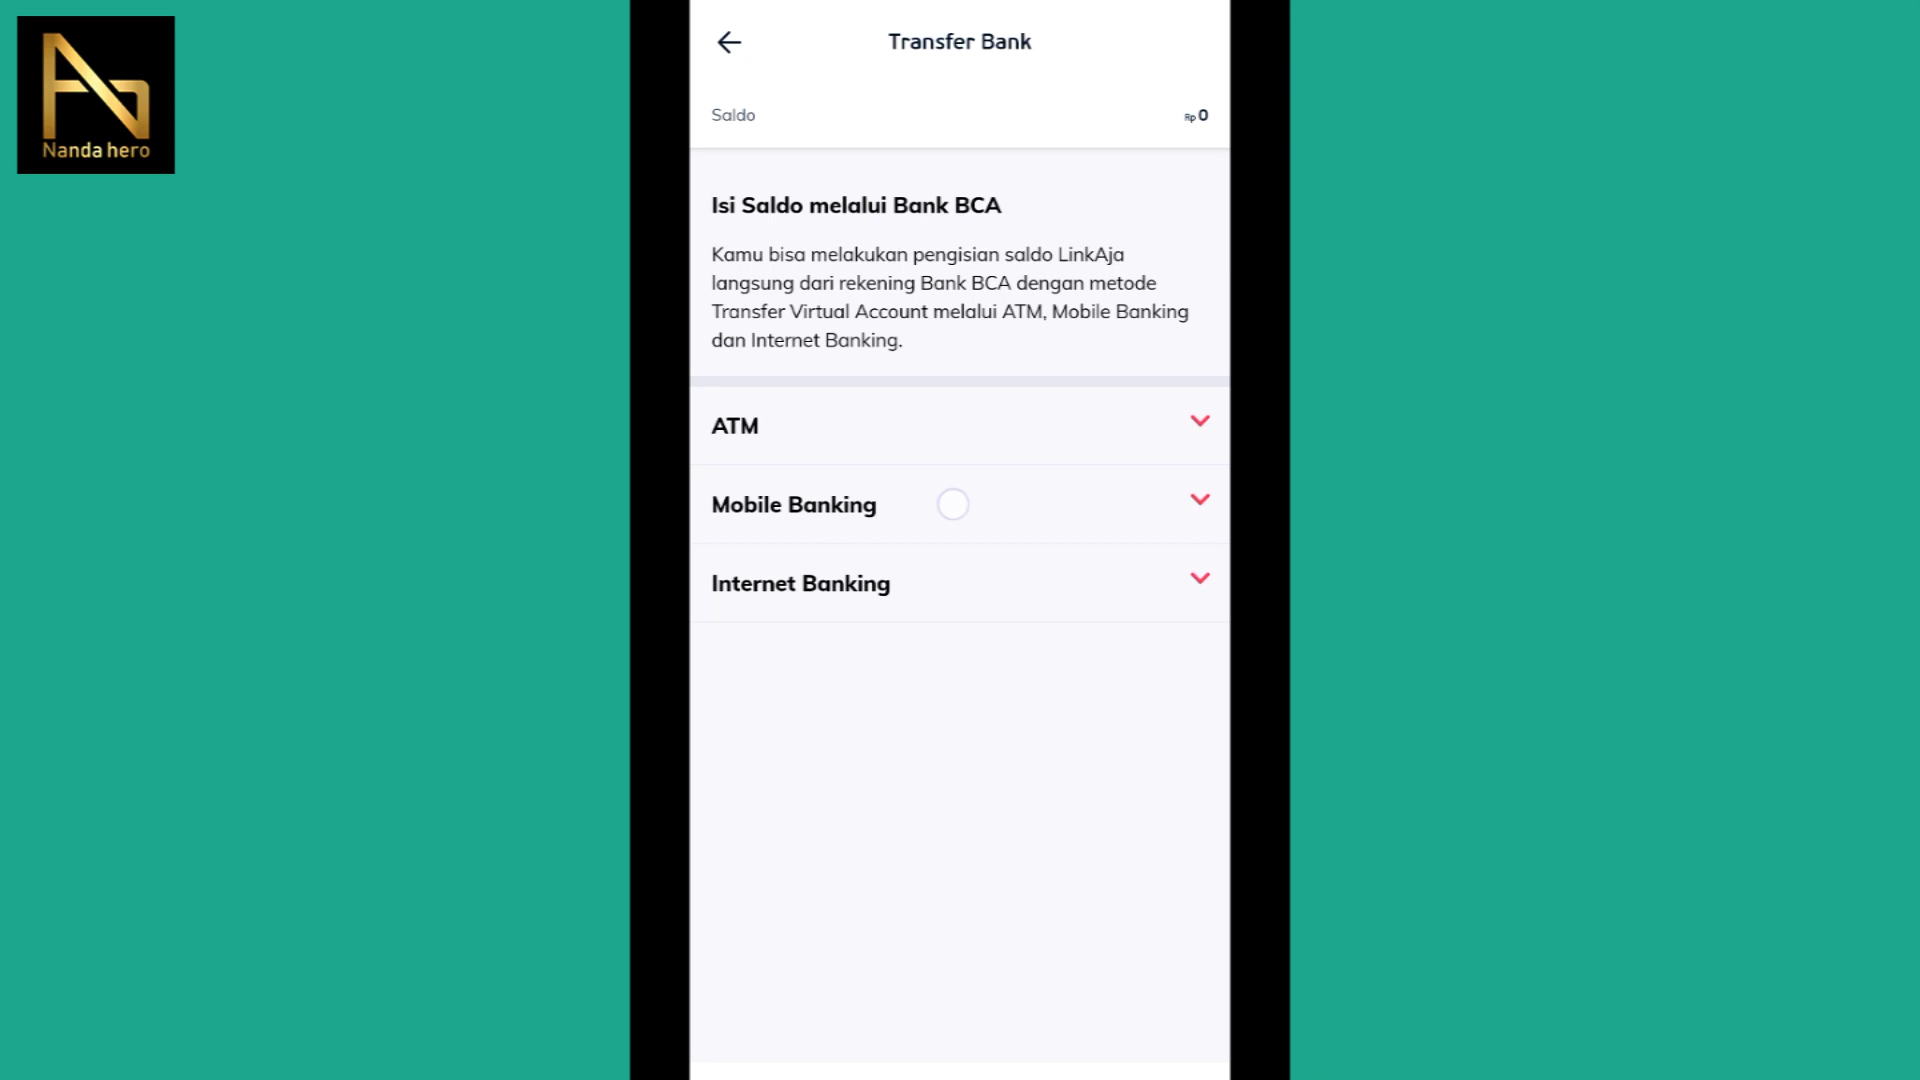 Nanda hero
Transfer Bank
Saldo
Rp 0
Isi Saldo melalui Bank BCA
Kamu bisa melakukan pengisian saldo LinkAja
langsung dari rekening Bank BCA dengan metode
Transfer Virtual Account melalui ATM, Mobile Banking
dan Internet Banking.
ATM
Mobile Banking
Internet Banking